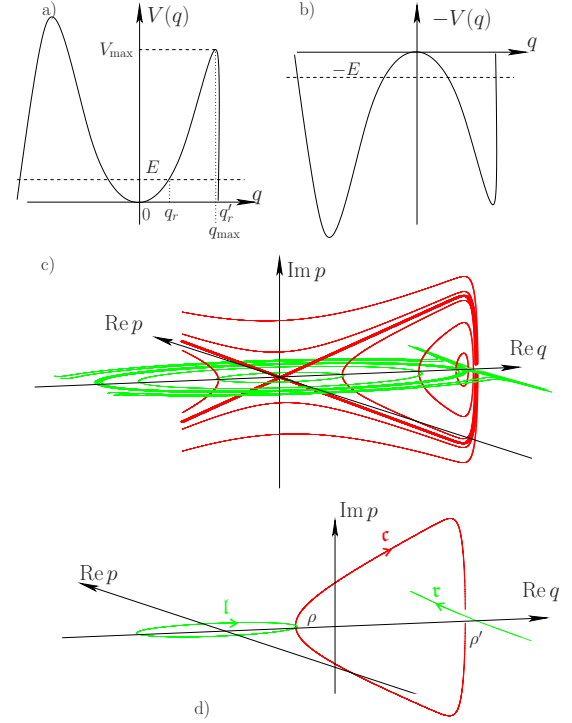 a)
V(q)
b)
−V(q)
q
V_max
−E
E
0
q_r
q′_r
q
q_max
c)
Im p
Re p
Re q
Im p
𝔠
Re p
Re q
𝔩
𝔯
ρ
ρ′
d)